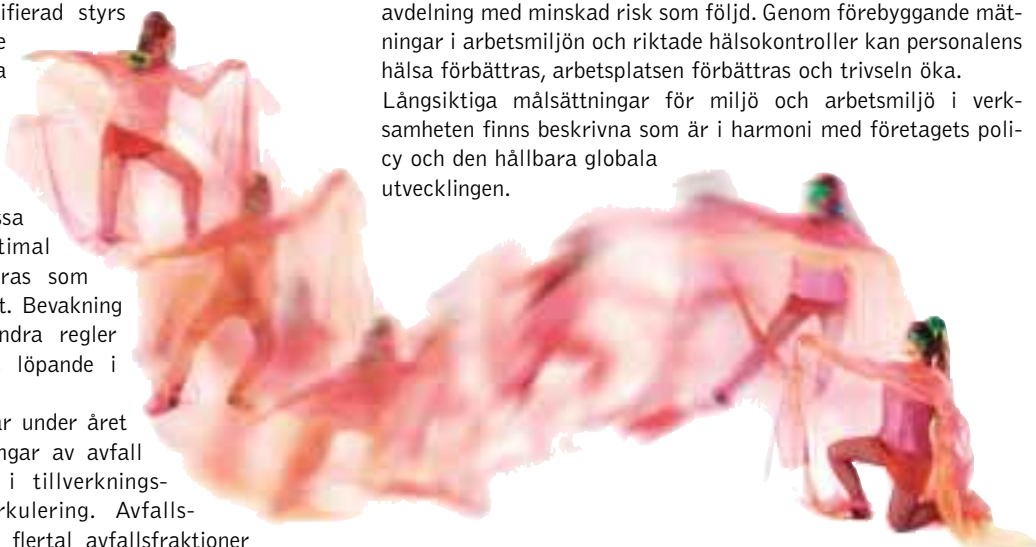 ifierad styrs
e
a
ssa
timal
ras som
t. Bevakning
ndra regler
löpande i
ar under året
ngar av avfall
i tillverknings-
rkulering. Avfalls-
flertal avfallsfraktioner
avdelning med minskad risk som följd. Genom förebyggande mät-
ningar i arbetsmiljön och riktade hälsokontroller kan personalens
hälsa förbättras, arbetsplatsen förbättras och trivseln öka.
Långsiktiga målsättningar för miljö och arbetsmiljö i verk-
samheten finns beskrivna som är i harmoni med företagets poli-
cy och den hållbara globala
utvecklingen.